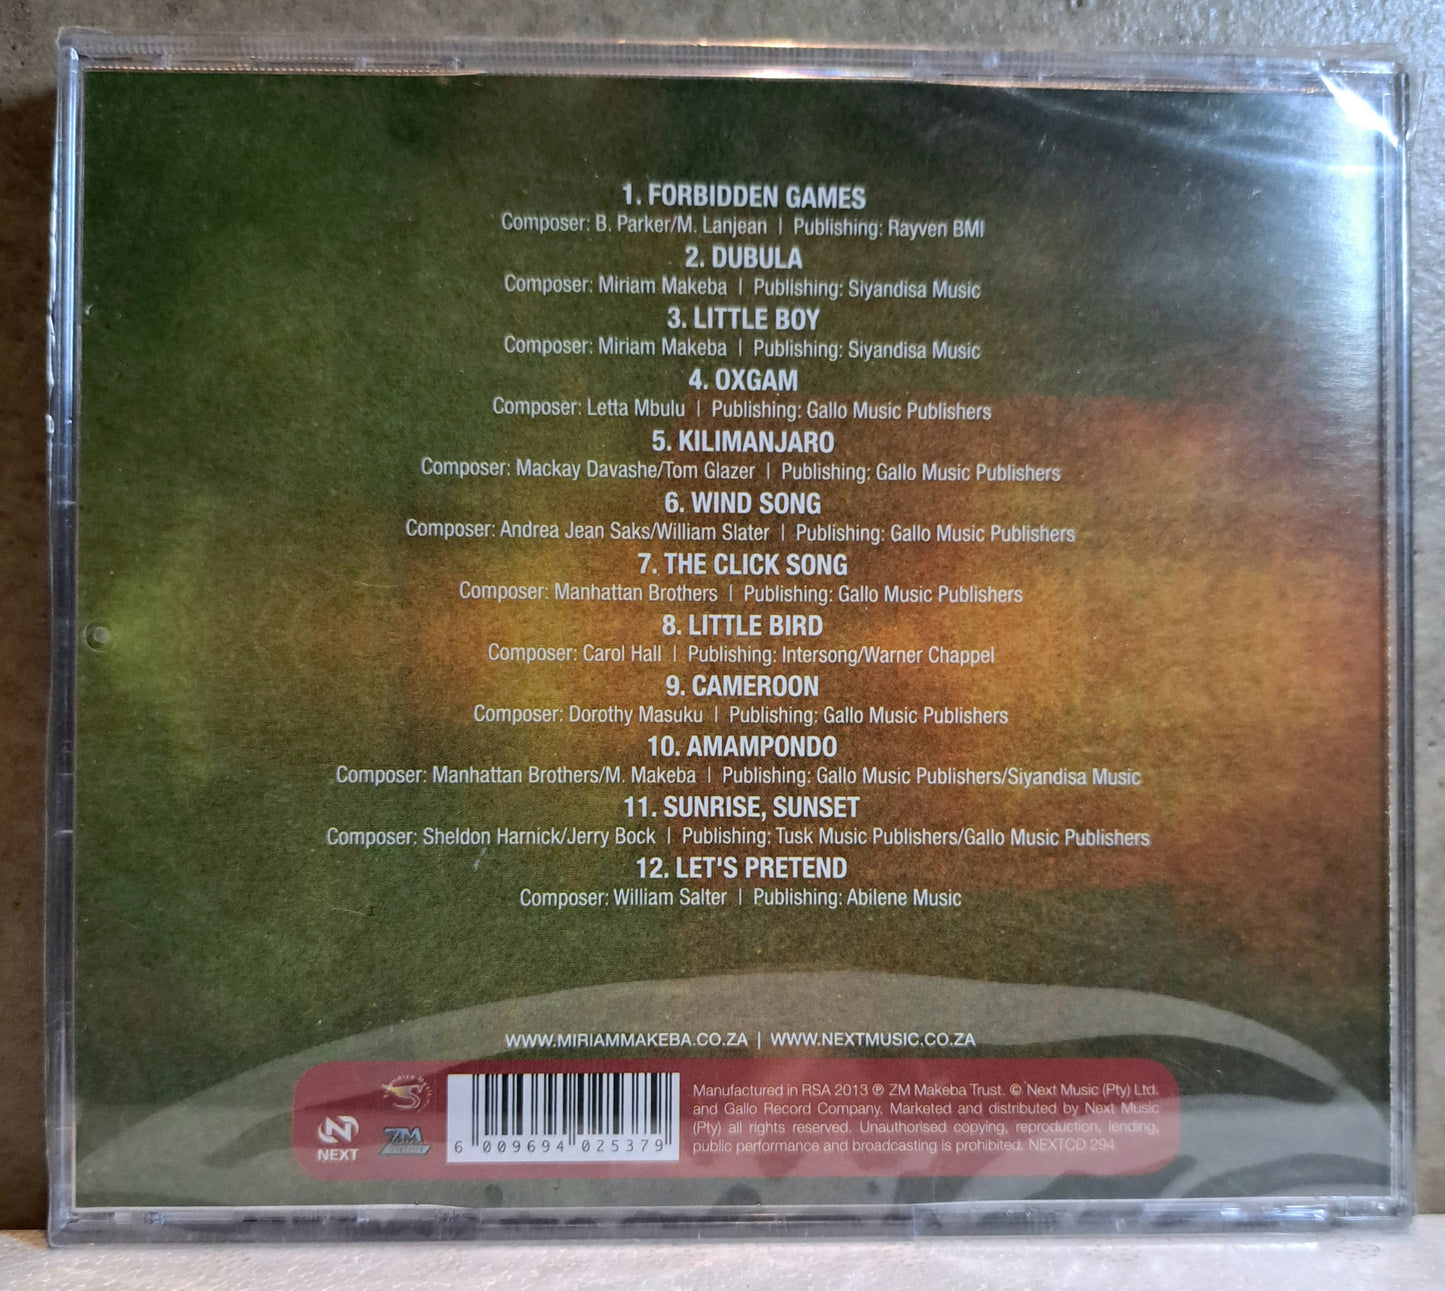 1. FORBIDDEN GAMES
Composer: B. Parker/M. Lanjean | Publishing: Rayven BMI
2. DUBULA
Composer: Miriam Makeba | Publishing: Siyandisa Music
3. LITTLE BOY
Composer: Miriam Makeba | Publishing: Siyandisa Music
4. OXGAM
Composer: Letta Mbulu | Publishing: Gallo Music Publishers
5. KILIMANJARO
Composer: Mackay Davashe/Tom Glazer | Publishing: Gallo Music Publishers
6. WIND SONG
Composer: Andrea Jean Saks/William Slater | Publishing: Gallo Music Publishers
7. THE CLICK SONG
Composer: Manhattan Brothers | Publishing: Gallo Music Publishers
8. LITTLE BIRD
Composer: Carol Hall | Publishing: Intersong/Warner Chappel
9. CAMEROON
Composer: Dorothy Masuku | Publishing: Gallo Music Publishers
10. AMAMPONDO
Composer: Manhattan Brothers/M. Makeba | Publishing: Gallo Music Publishers/Siyandisa Music
11. SUNRISE, SUNSET
Composer: Sheldon Harnick/Jerry Bock | Publishing: Tusk Music Publishers/Gallo Music Publishers
12. LET'S PRETEND
Composer: William Salter | Publishing: Abilene Music
WWW.MIRIAMMAKEBA.CO.ZA | WWW.NEXTMUSIC.CO.ZA
NEXT
ZM
6 009694 025379
Manufactured in RSA 2013 ℗ ZM Makeba Trust. © Next Music (Pty) Ltd.
and Gallo Record Company. Marketed and distributed by Next Music
(Pty) all rights reserved. Unauthorised copying, reproduction, lending,
public performance and broadcasting is prohibited. NEXTCD 294